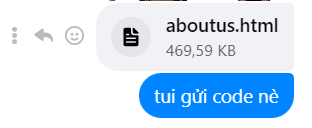 aboutus.html
469,59 KB
tui gửi code nè